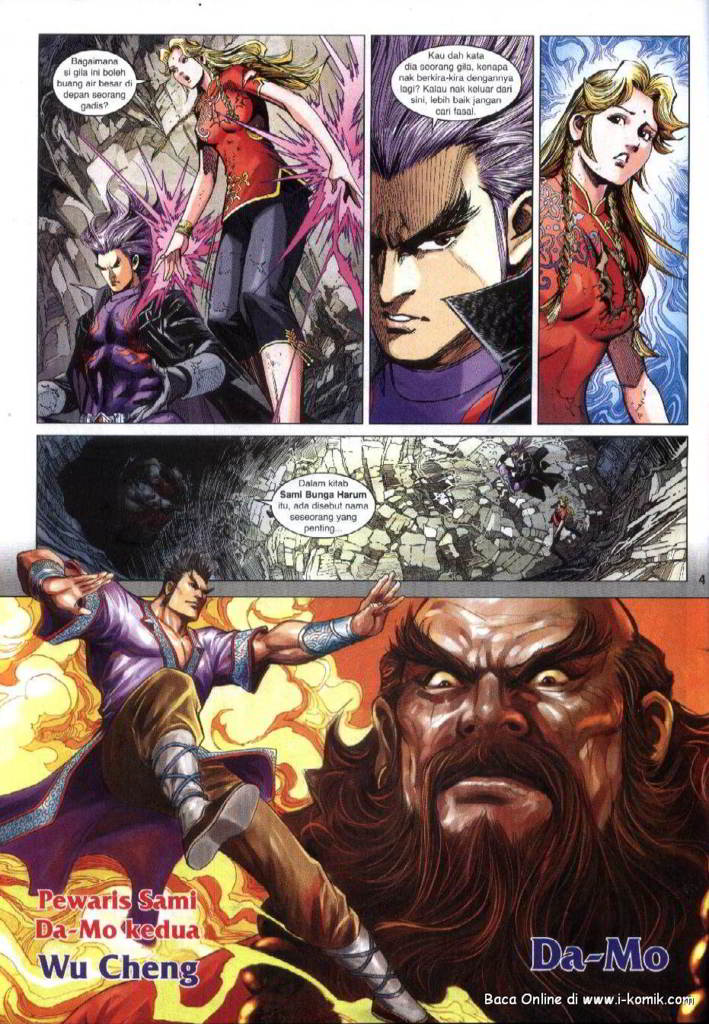 Bagaimana
si gila ini boleh
buang air besar di
depan seorang
gadis?
Kau dah kata
dia seorang gila, kenapa
nak berkira-kira dengannya
lagi? Kalau nak keluar dari
sini, lebih baik jangan
cari fasal.
Dalam kitab
Sami Bunga Harum
itu, ada disebut nama
seseorang yang
penting...
4
Pewaris Sami
Da-Mo kedua
Wu Cheng
Da-Mo
Baca Online di www.i-komik.com